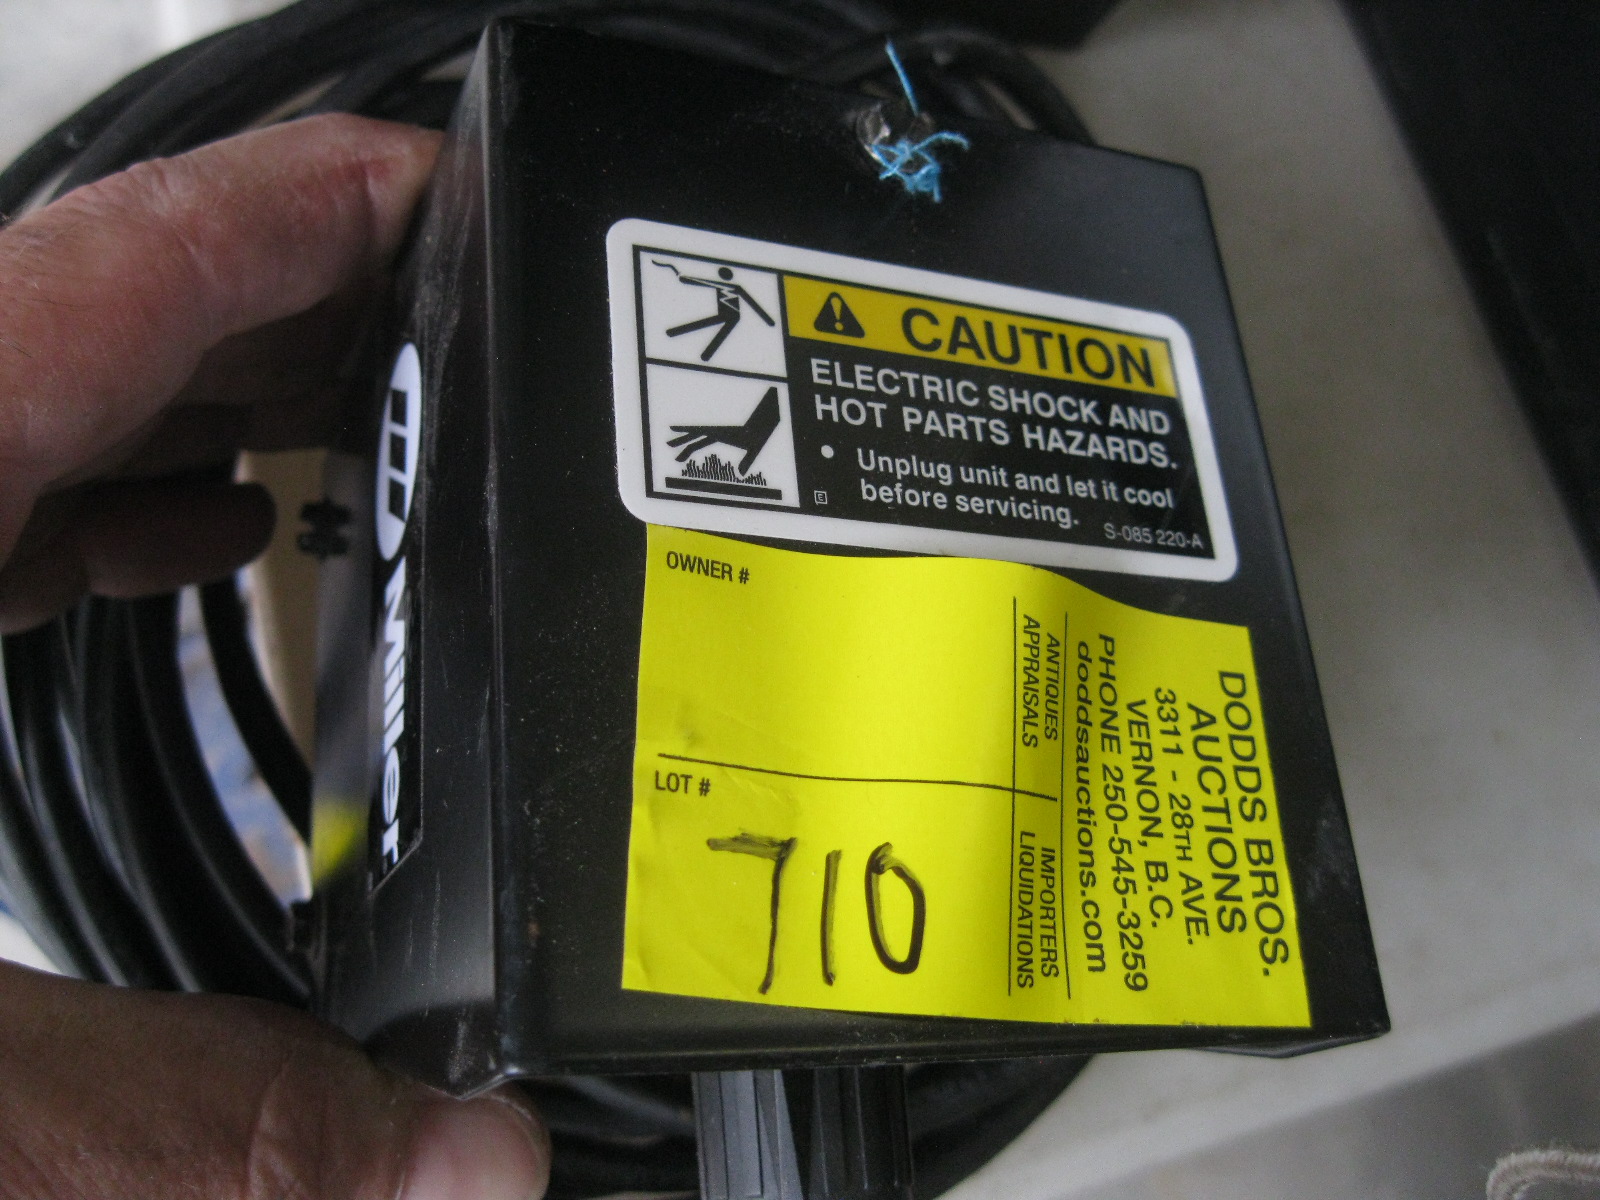 CAUTION
ELECTRIC SHOCK AND
HOT PARTS HAZARDS.
• Unplug unit and let it cool
before servicing.
E
S-085 220-A
Miller
OWNER #
LOT #
710
ANTIQUES
APPRAISALS
IMPORTERS
LIQUIDATIONS
DODDS BROS.
AUCTIONS
3311 - 28TH AVE.
VERNON, B.C.
PHONE 250-545-3259
doddsauctions.com